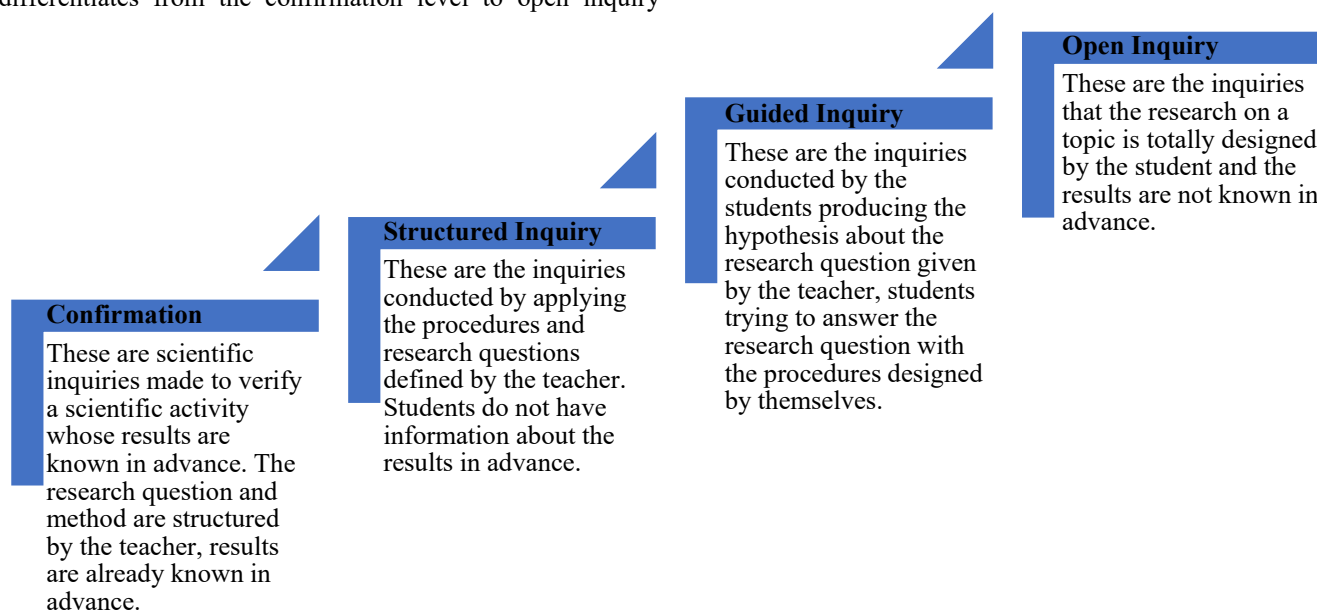 differentiates from the confirmation level to open inquiry
Confirmation
These are scientific
inquiries made to verify
a scientific activity
whose results are
known in advance. The
research question and
method are structured
by the teacher, results
are already known in
advance.
Structured Inquiry
These are the inquiries
conducted by applying
the procedures and
research questions
defined by the teacher.
Students do not have
information about the
results in advance.
Guided Inquiry
These are the inquiries
conducted by the
students producing the
hypothesis about the
research question given
by the teacher, students
trying to answer the
research question with
the procedures designed
by themselves.
Open Inquiry
These are the inquiries
that the research on a
topic is totally designed
by the student and the
results are not known in
advance.